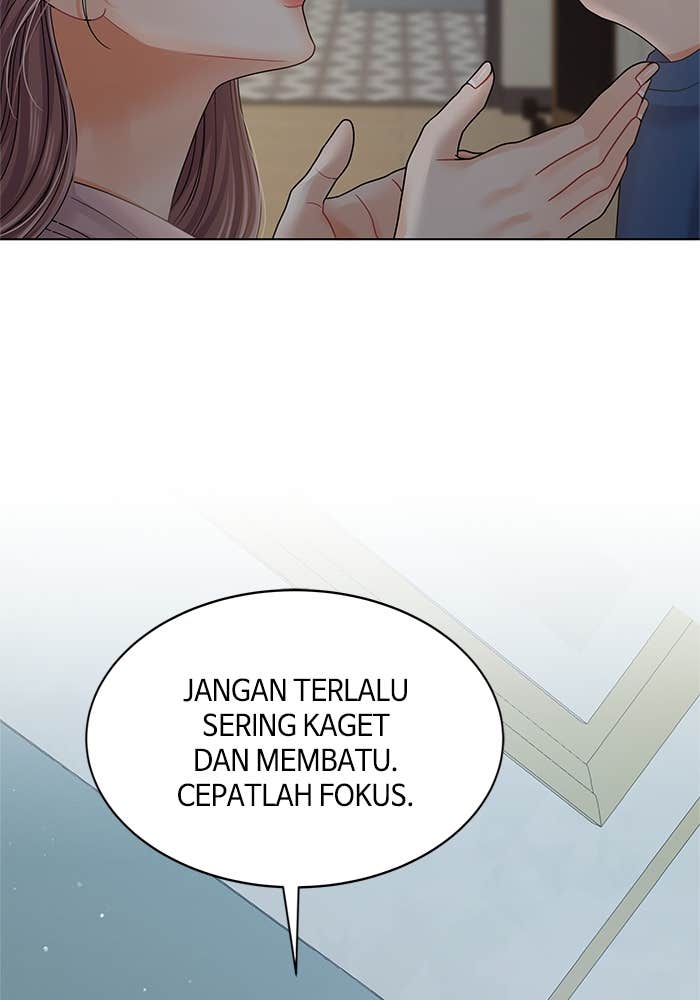 JANGAN TERLALU
SERING KAGET
DAN MEMBATU.
CEPATLAH FOKUS.